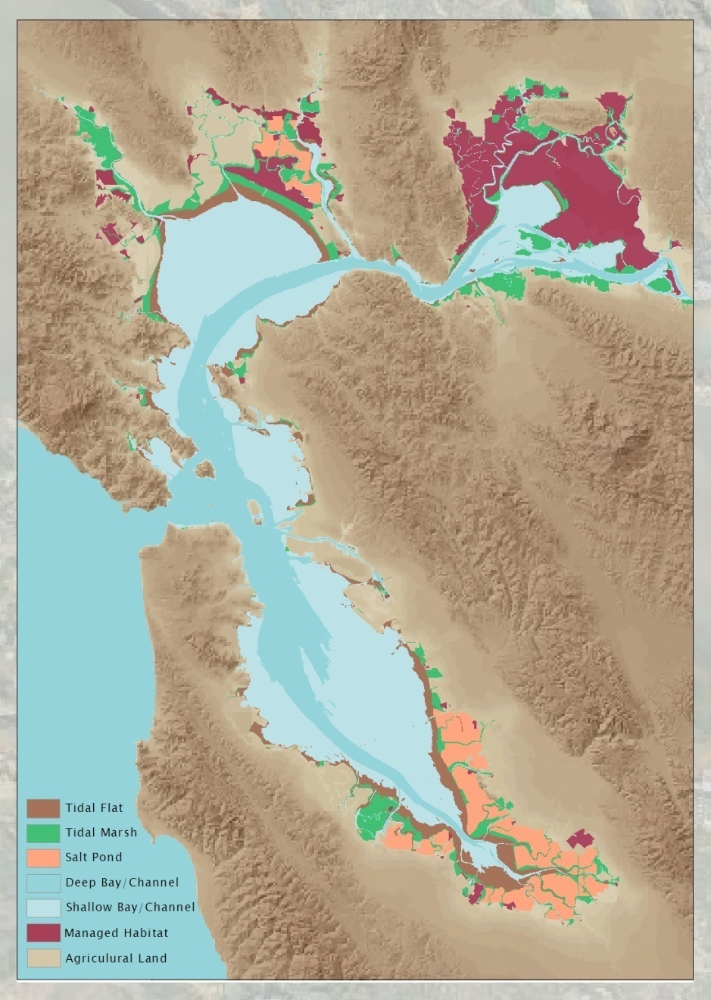 Tidal Flat
Tidal Marsh
Salt Pond
Deep Bay/Channel
Shallow Bay/Channel
Managed Habitat
Agriculural Land